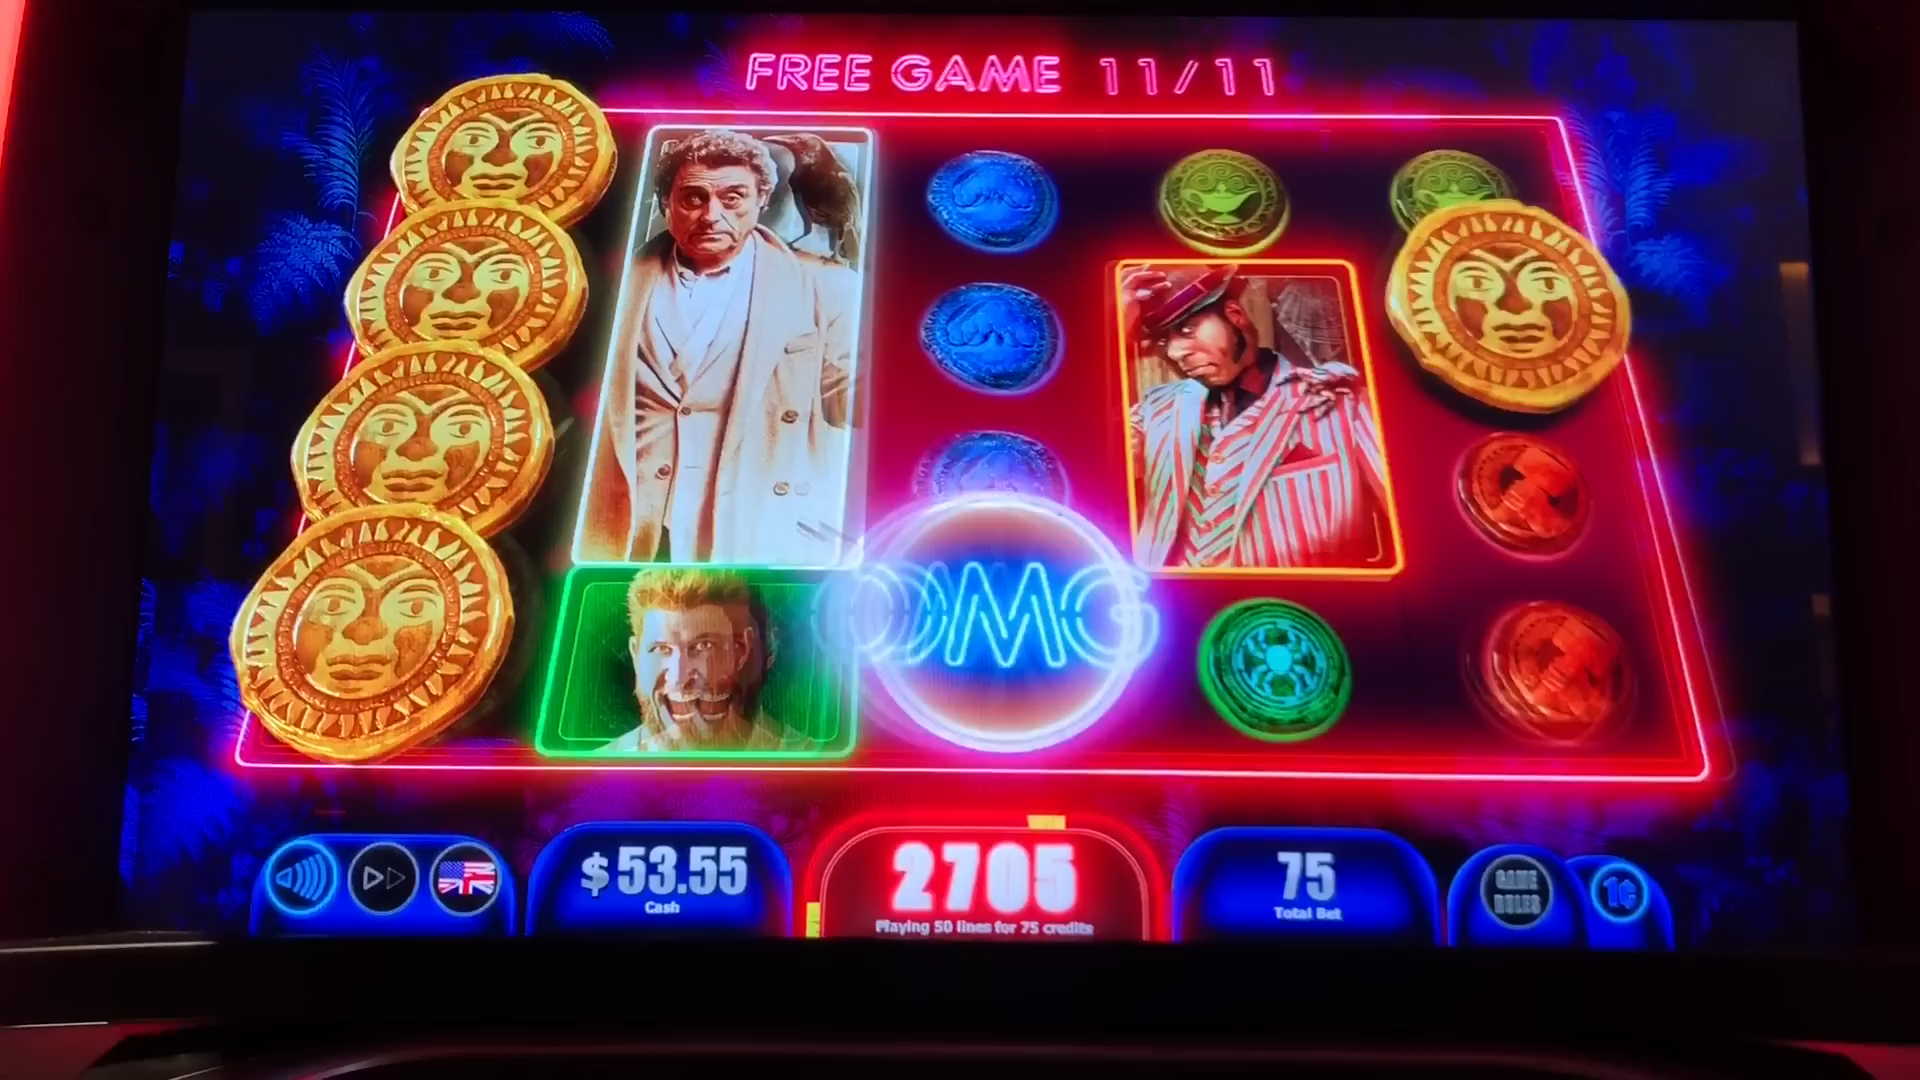 FREE GAME 11/11
OMG
$53.55
Cash
2705
Playing 50 lines for 75 credits
75
Total Bet
GAME
RULES
1¢